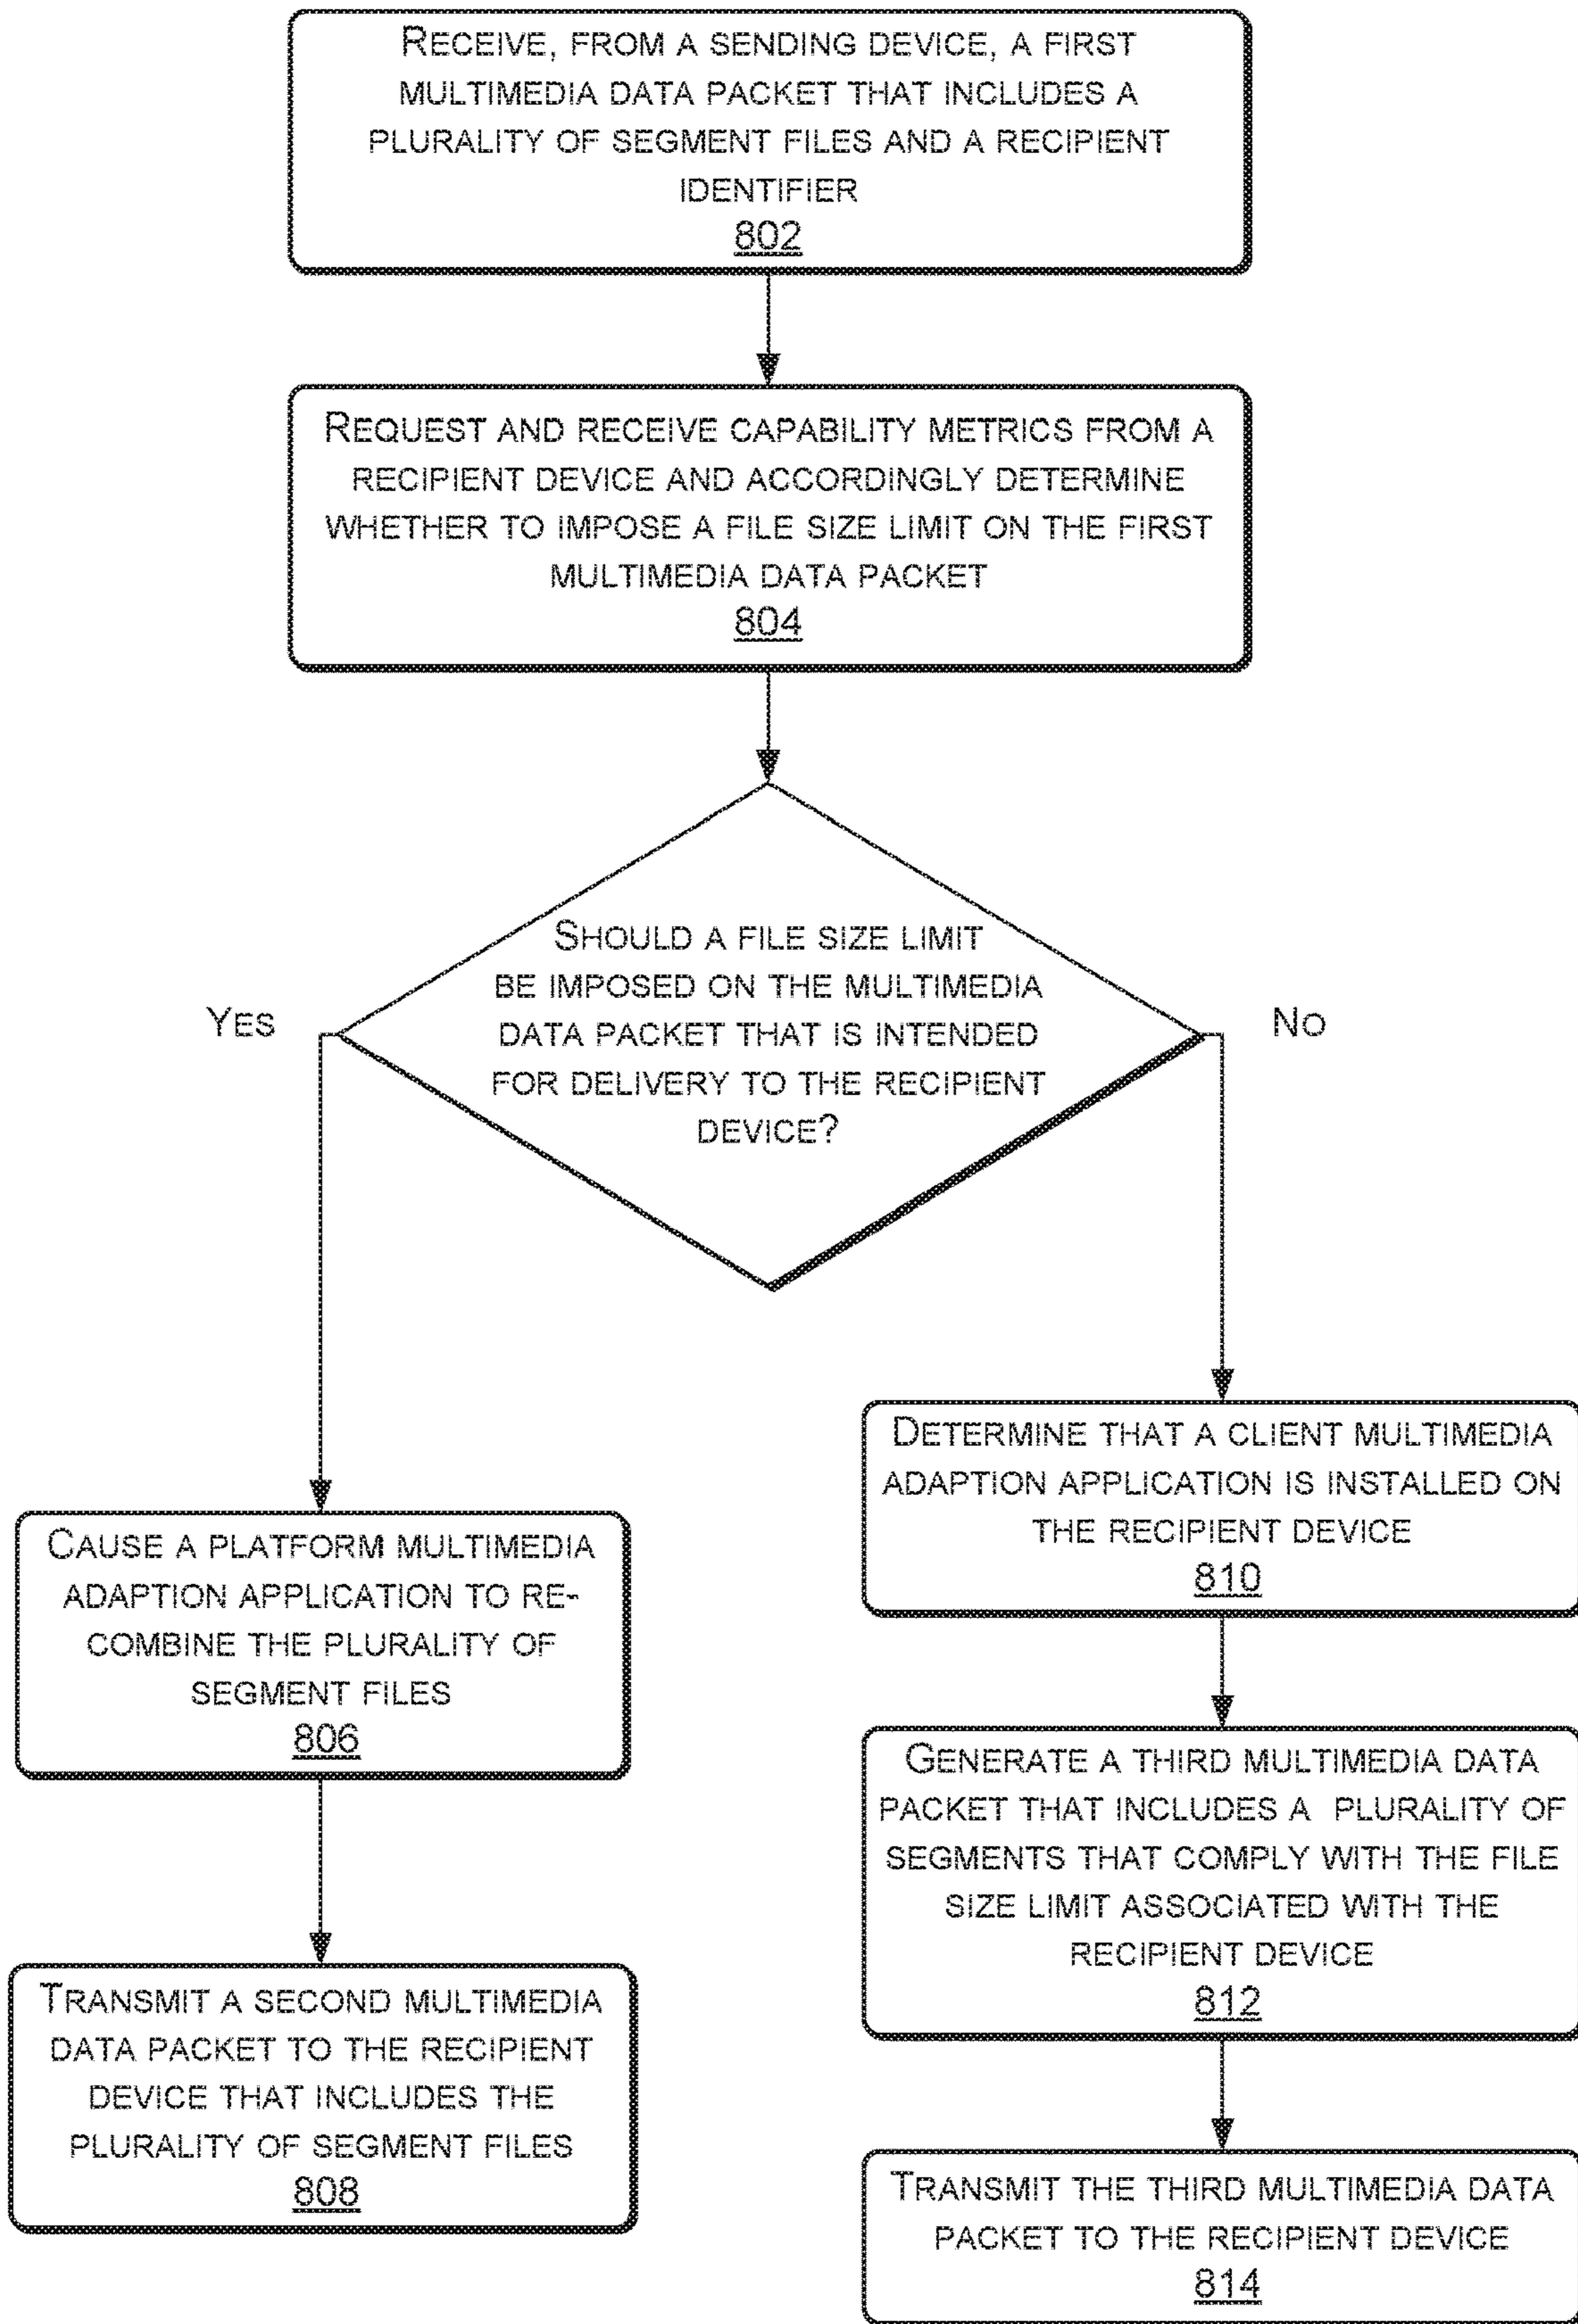 RECEIVE, FROM A SENDING DEVICE, A FIRST
MULTIMEDIA DATA PACKET THAT INCLUDES A
PLURALITY OF SEGMENT FILES AND A RECIPIENT
IDENTIFIER
802
REQUEST AND RECEIVE CAPABILITY METRICS FROM A
RECIPIENT DEVICE AND ACCORDINGLY DETERMINE
WHETHER TO IMPOSE A FILE SIZE LIMIT ON THE FIRST
MULTIMEDIA DATA PACKET
804
SHOULD A FILE SIZE LIMIT
BE IMPOSED ON THE MULTIMEDIA
DATA PACKET THAT IS INTENDED
FOR DELIVERY TO THE RECIPIENT
DEVICE?
YES
NO
CAUSE A PLATFORM MULTIMEDIA
ADAPTION APPLICATION TO RE-
COMBINE THE PLURALITY OF
SEGMENT FILES
806
TRANSMIT A SECOND MULTIMEDIA
DATA PACKET TO THE RECIPIENT
DEVICE THAT INCLUDES THE
PLURALITY OF SEGMENT FILES
808
DETERMINE THAT A CLIENT MULTIMEDIA
ADAPTION APPLICATION IS INSTALLED ON
THE RECIPIENT DEVICE
810
GENERATE A THIRD MULTIMEDIA DATA
PACKET THAT INCLUDES A PLURALITY OF
SEGMENTS THAT COMPLY WITH THE FILE
SIZE LIMIT ASSOCIATED WITH THE
RECIPIENT DEVICE
812
TRANSMIT THE THIRD MULTIMEDIA DATA
PACKET TO THE RECIPIENT DEVICE
814